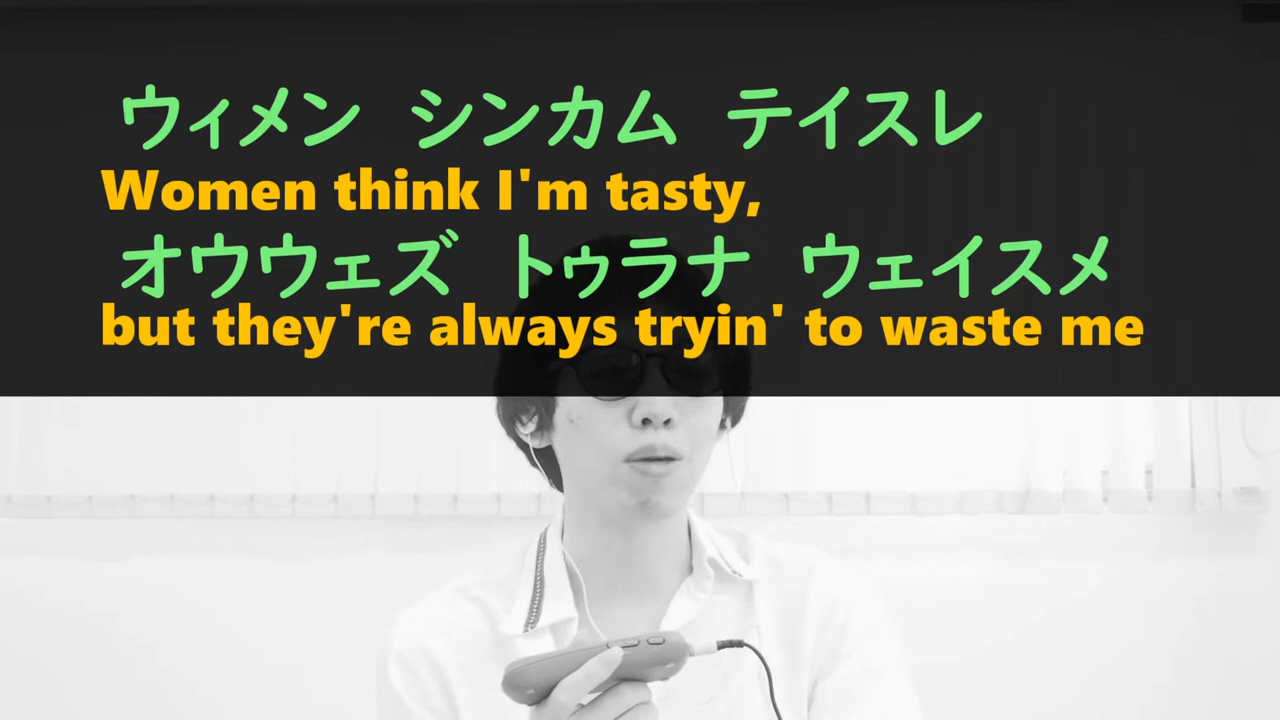 ウィメン シンカム テイスレ
Women think I'm tasty,
オウウェズ トゥラナ ウェイスメ
but they're always tryin' to waste me